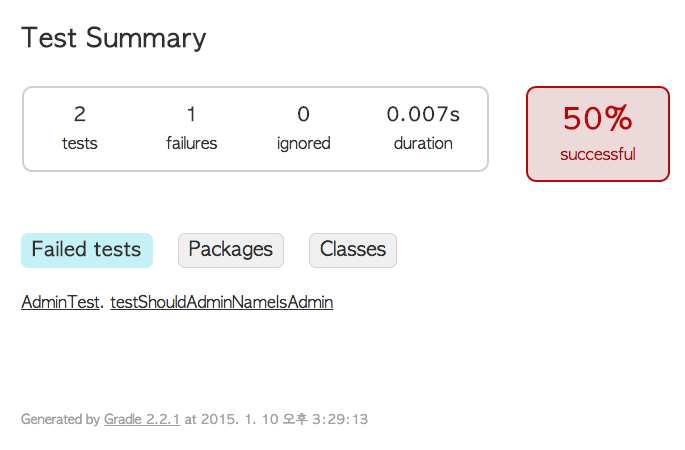 Test Summary
2 1 0 0.007s
tests failures ignored duration
50%
successful
Failed tests Packages Classes
AdminTest. testShouldAdminNameIsAdmin
Generated by Gradle 2.2.1 at 2015. 1. 10 오후 3:29:13